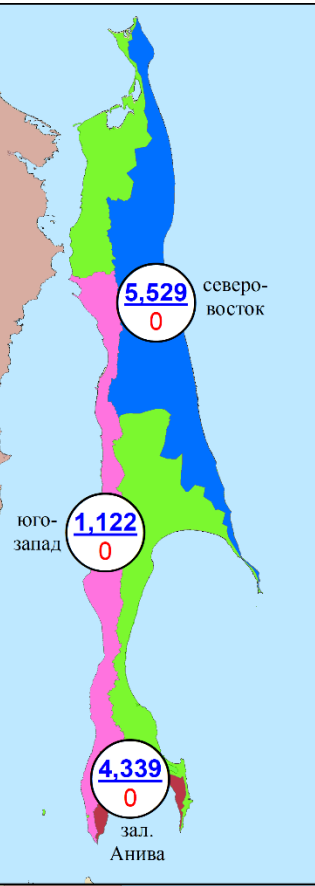 5,529
0
северо-
восток
юго-
запад
1,122
0
4,339
0
зал.
Анива